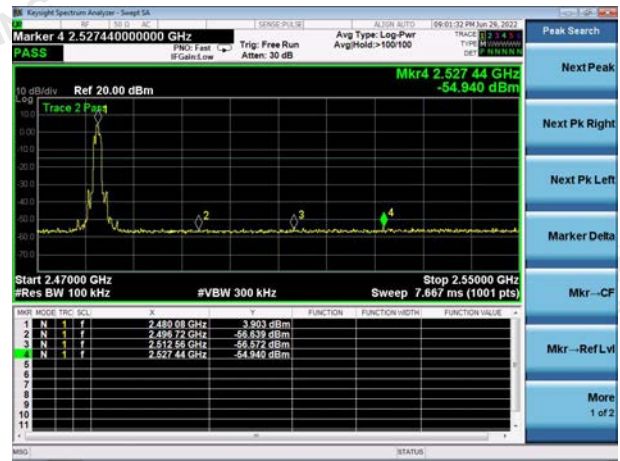 Keysight Spectrum Analyzer - Swept SA
RF 50 Ω AC SENSE:PULSE ALIGN AUTO 09:01:32 PM Jun 29, 2022
Marker 4 2.527440000000 GHz
PNO: Fast
IFGain:Low
Trig: Free Run
Atten: 30 dB
Avg Type: Log-Pwr
Avg|Hold:>100/100
TRACE 1 2 3 4 5
TYPE M
DET P N N N N N
PASS
Mkr4 2.527 44 GHz
-54.940 dBm
10 dB/div Ref 20.00 dBm
Log
Trace 2 Pass
1
10.0
0.00
-10.0
-20.0
-30.0
-40.0
-50.0
2 3 4
-60.0
-70.0
Start 2.47000 GHz Stop 2.55000 GHz
#Res BW 100 kHz #VBW 300 kHz Sweep 7.667 ms (1001 pts)
MKR MODE TRC SCL X Y FUNCTION FUNCTION WIDTH FUNCTION VALUE
1 N 1 f 2.480 08 GHz 3.903 dBm
2 N 1 f 2.496 72 GHz -56.639 dBm
3 N 1 f 2.512 56 GHz -56.572 dBm
4 N 1 f 2.527 44 GHz -54.940 dBm
5
6
7
8
9
10
11
MSG STATUS
Peak Search
Next Peak
Next Pk Right
Next Pk Left
Marker Delta
Mkr→CF
Mkr→Ref Lvl
More
1 of 2